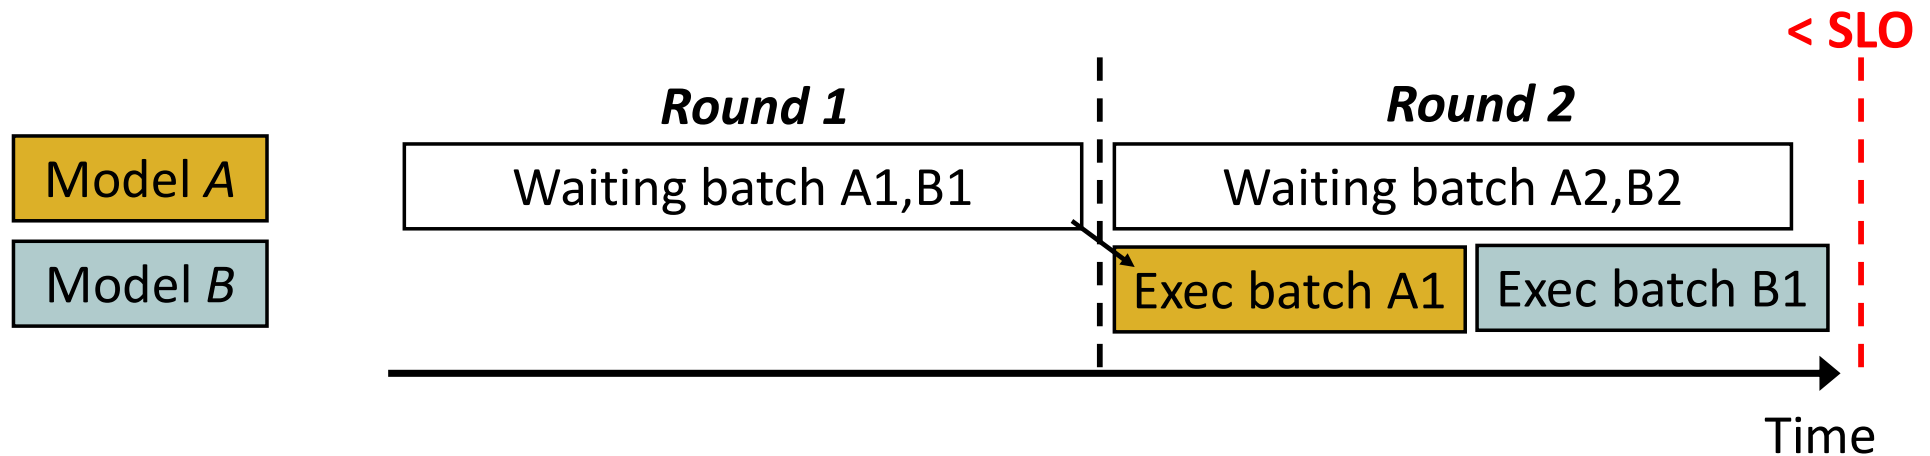 < SLO
Round 1
Round 2
Model A
Waiting batch A1,B1
Waiting batch A2,B2
Model B
Exec batch A1
Exec batch B1
Time